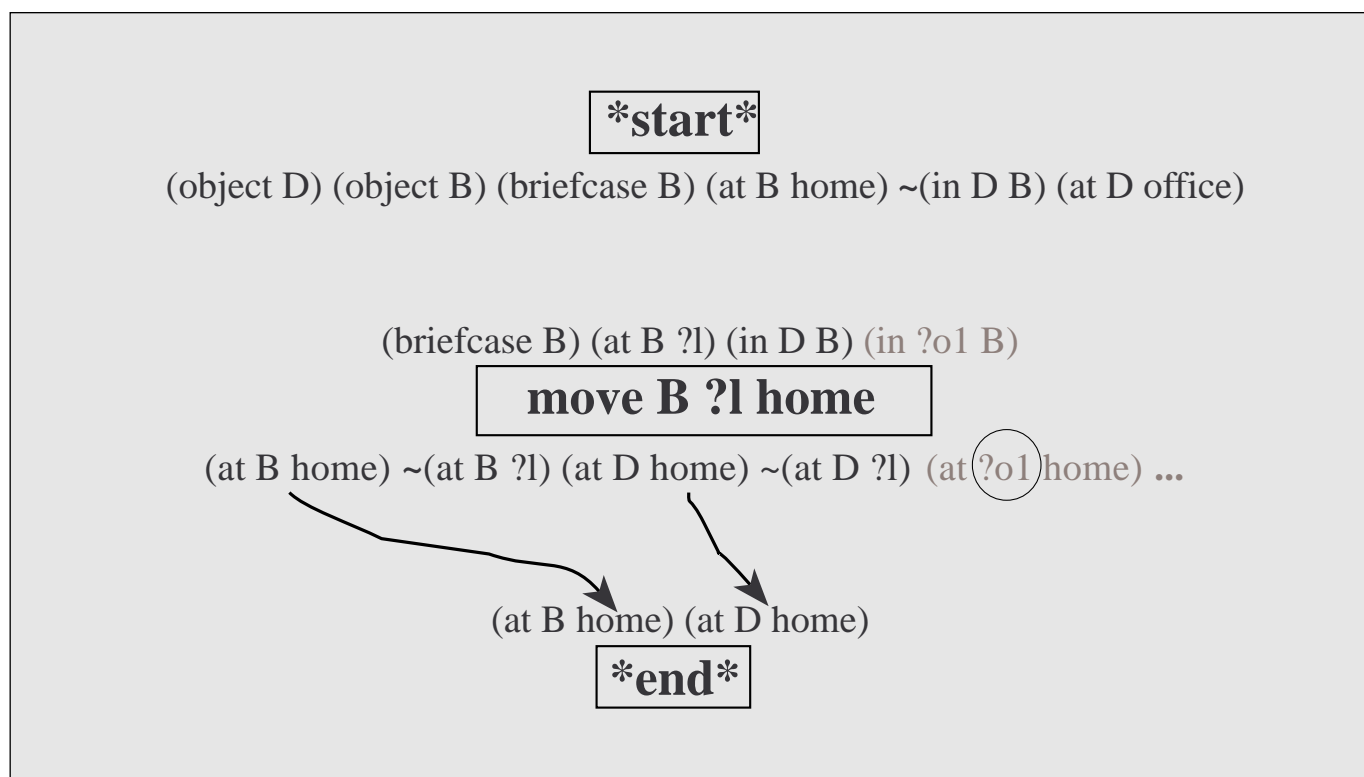 *start*
(object D) (object B) (briefcase B) (at B home) ~(in D B) (at D office)
(briefcase B) (at B ?l) (in D B) (in ?o1 B)
move B ?l home
(at B home) ~(at B ?l) (at D home) ~(at D ?l) (at ?o1 home) ...
(at B home) (at D home)
*end*